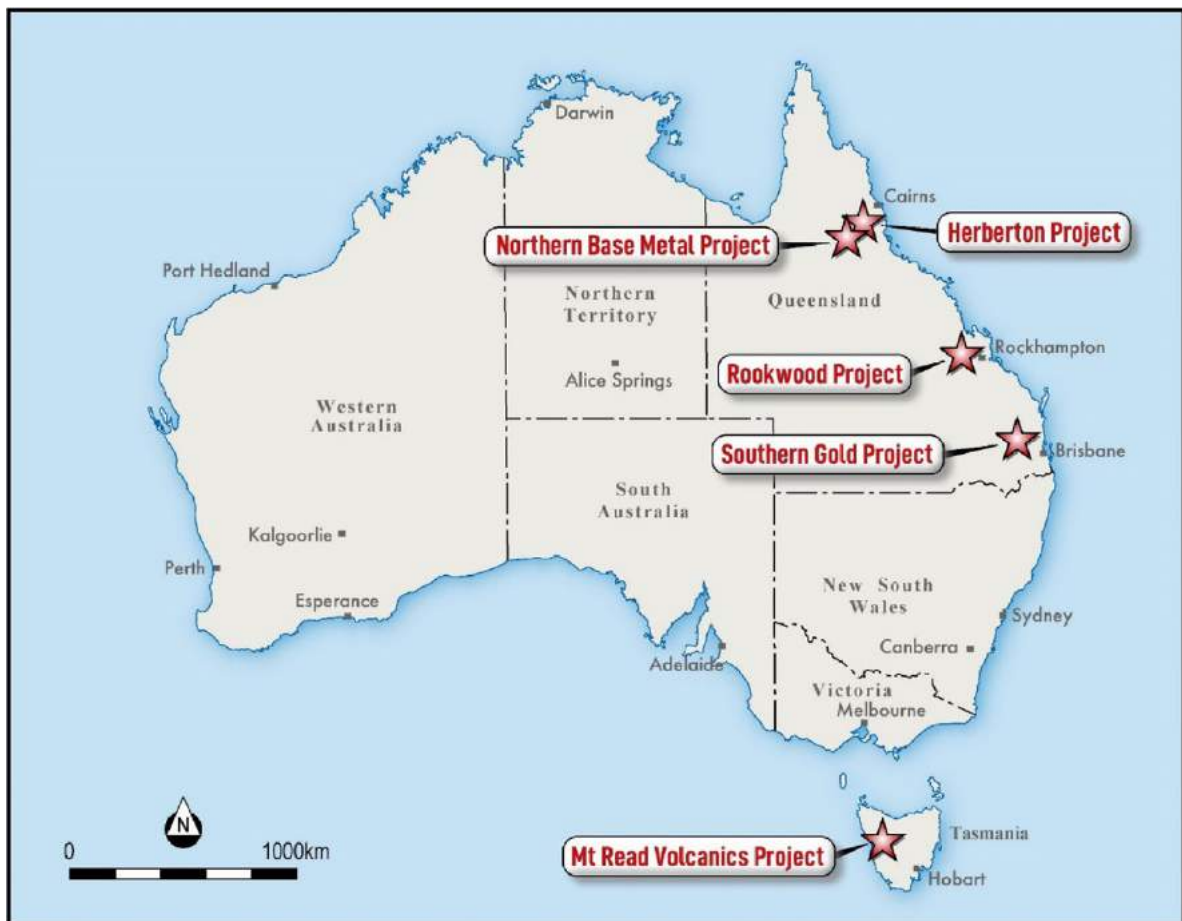 Darwin
Cairns
Herberton Project
Northern Base Metal Project
Port Hedland
Northern
Territory
Queensland
Rockhampton
Rookwood Project
Alice Springs
Western
Australia
Southern Gold Project
Brisbane
South
Australia
Kalgoorlie
Perth
Esperance
New South
Wales
Sydney
Canberra
Adelaide
Victoria
Melbourne
N
0
1000km
Tasmania
Mt Read Volcanics Project
Hobart